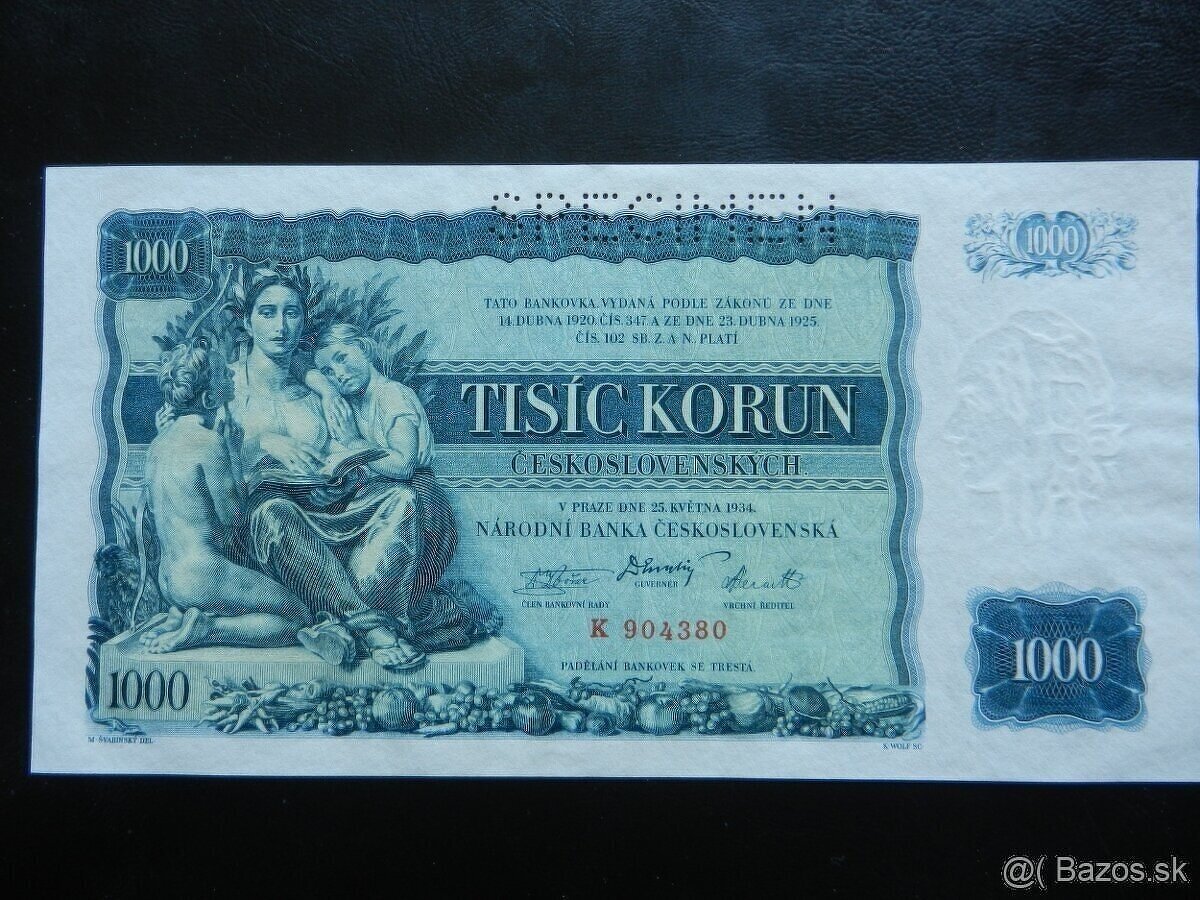 SPECIMEN
1000
1000
TATO BANKOVKA, VYDANÁ PODLE ZÁKONŮ ZE DNE
14. DUBNA 1920. ČÍS. 347. A ZE DNE 23. DUBNA 1925.
ČÍS. 102 SB. Z. A N. PLATÍ
TISÍC KORUN
ČESKOSLOVENSKÝCH.
V PRAZE DNE 25. KVĚTNA 1934.
NÁRODNÍ BANKA ČESKOSLOVENSKÁ
ČLEN BANKOVNÍ RADY
GUVERNÉR
VRCHNÍ ŘEDITEL
K 904380
PADĚLÁNÍ BANKOVEK SE TRESTÁ.
1000
1000
M. ŠVABINSKÝ DEL.
K. WOLF SC.
@( Bazos.sk